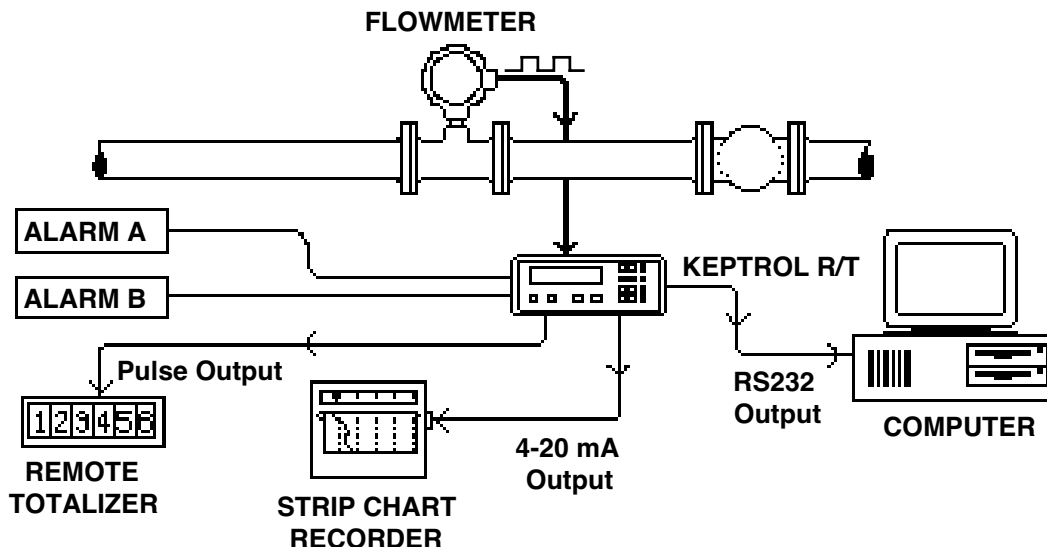 FLOWMETER
ALARM A
ALARM B
KEPTROL R/T
Pulse Output
123456
REMOTE
TOTALIZER
STRIP CHART
RECORDER
4-20 mA
Output
RS232
Output
COMPUTER